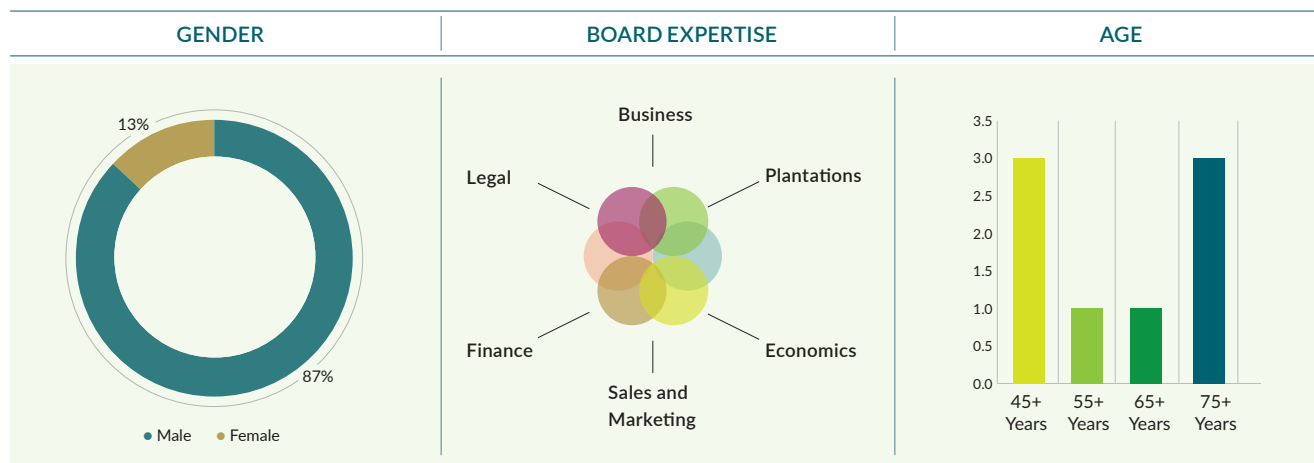 GENDER
BOARD EXPERTISE
AGE
13%
87%
Male
Female
Business
Legal
Plantations
Finance
Economics
Sales and
Marketing
3.5
3.0
2.5
2.0
1.5
1.0
0.5
0.0
45+
Years
55+
Years
65+
Years
75+
Years